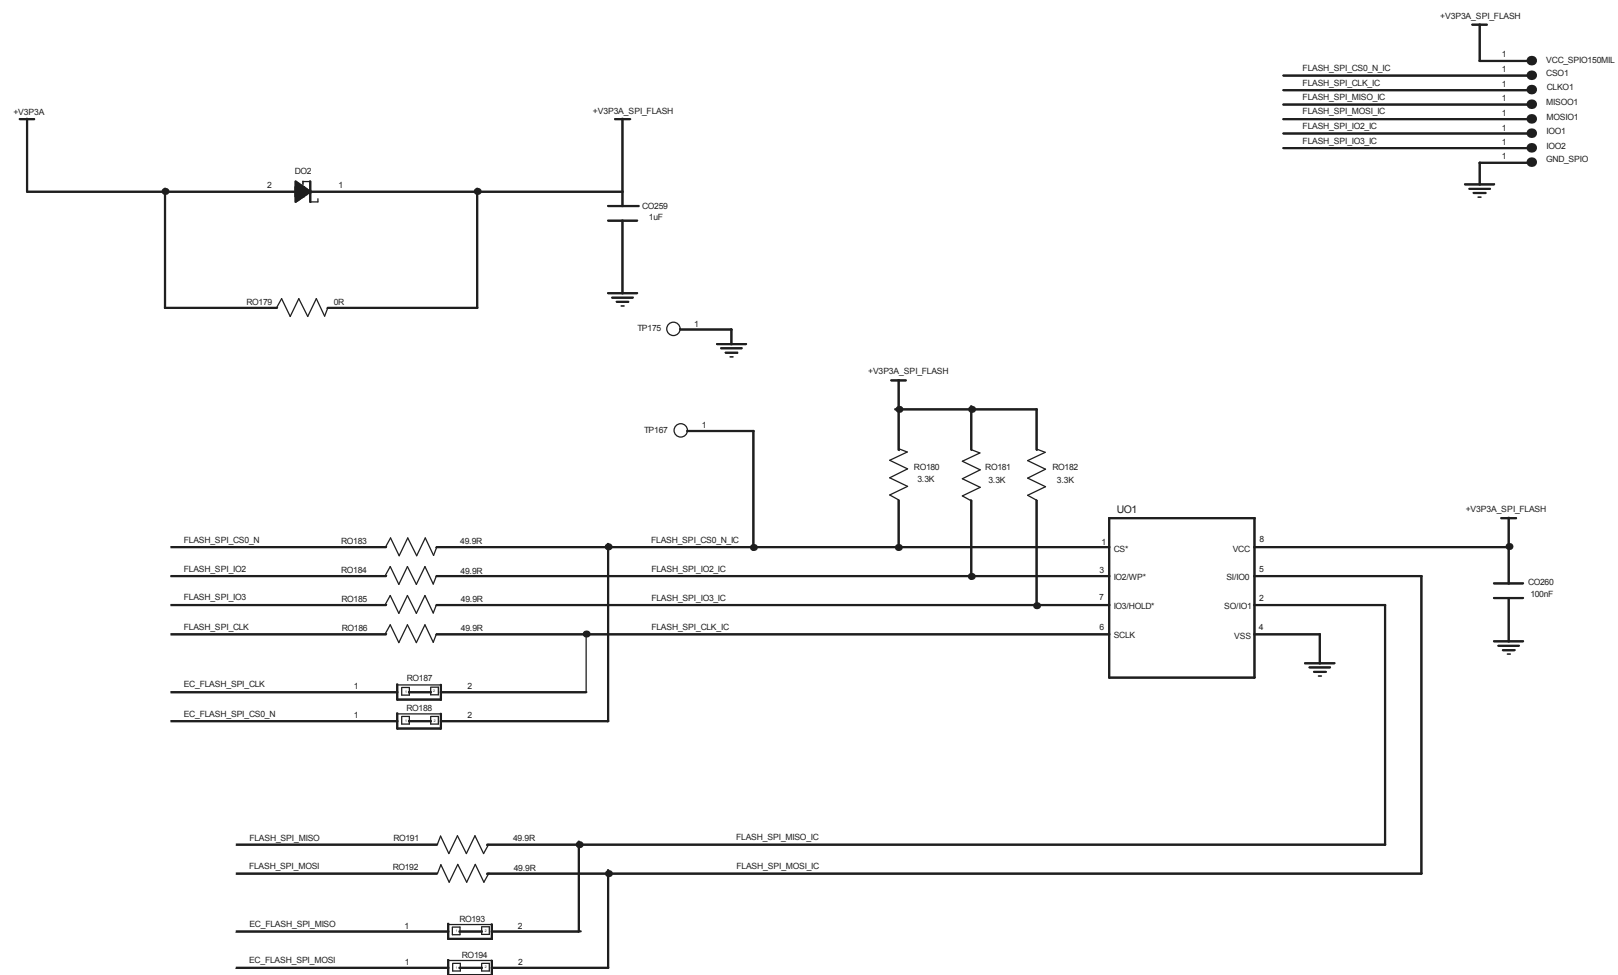 +V3P3A_SPI_FLASH
1 VCC_SPIO150MIL
FLASH_SPI_CS0_N_IC 1 CSO1
FLASH_SPI_CLK_IC 1 CLKO1
FLASH_SPI_MISO_IC 1 MISOO1
FLASH_SPI_MOSI_IC 1 MOSIO1
FLASH_SPI_IO2_IC 1 IOO1
FLASH_SPI_IO3_IC 1 IOO2
1 GND_SPIO
+V3P3A
+V3P3A_SPI_FLASH
DO2
2 1
CO259
1uF
RO179 0R
TP175 1
+V3P3A_SPI_FLASH
TP167 1
RO180
3.3K
RO181
3.3K
RO182
3.3K
UO1
+V3P3A_SPI_FLASH
FLASH_SPI_CS0_N RO183 49.9R FLASH_SPI_CS0_N_IC 1 CS* VCC 8
FLASH_SPI_IO2 RO184 49.9R FLASH_SPI_IO2_IC 3 IO2/WP* SI/IO0 5
CO260
100nF
FLASH_SPI_IO3 RO185 49.9R FLASH_SPI_IO3_IC 7 IO3/HOLD* SO/IO1 2
FLASH_SPI_CLK RO186 49.9R FLASH_SPI_CLK_IC 6 SCLK VSS 4
RO187
EC_FLASH_SPI_CLK 1 2
RO188
EC_FLASH_SPI_CS0_N 1 2
FLASH_SPI_MISO RO191 49.9R FLASH_SPI_MISO_IC
FLASH_SPI_MOSI RO192 49.9R FLASH_SPI_MOSI_IC
RO193
EC_FLASH_SPI_MISO 1 2
RO194
EC_FLASH_SPI_MOSI 1 2